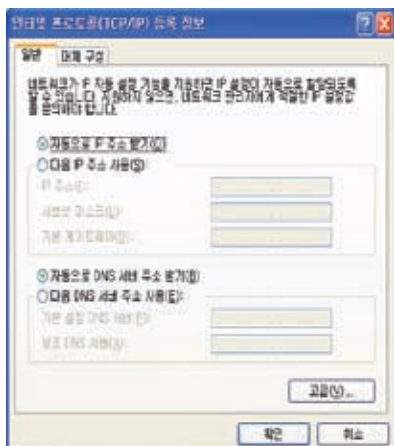 인터넷 프로토콜(TCP/IP) 등록 정보
일반
대체 구성
네트워크가 IP 자동 설정 기능을 지원하면 IP 설정이 자동으로 할당되도록
할 수 있습니다. 지원하지 않으면, 네트워크 관리자에게 적절한 IP 설정값
을 문의해야 합니다.
자동으로 IP 주소 받기(O)
다음 IP 주소 사용(S):
IP 주소(I):
서브넷 마스크(U):
기본 게이트웨이(D):
자동으로 DNS 서버 주소 받기(B)
다음 DNS 서버 주소 사용(E):
기본 설정 DNS 서버(P):
보조 DNS 서버(A):
고급(V)...
확인
취소